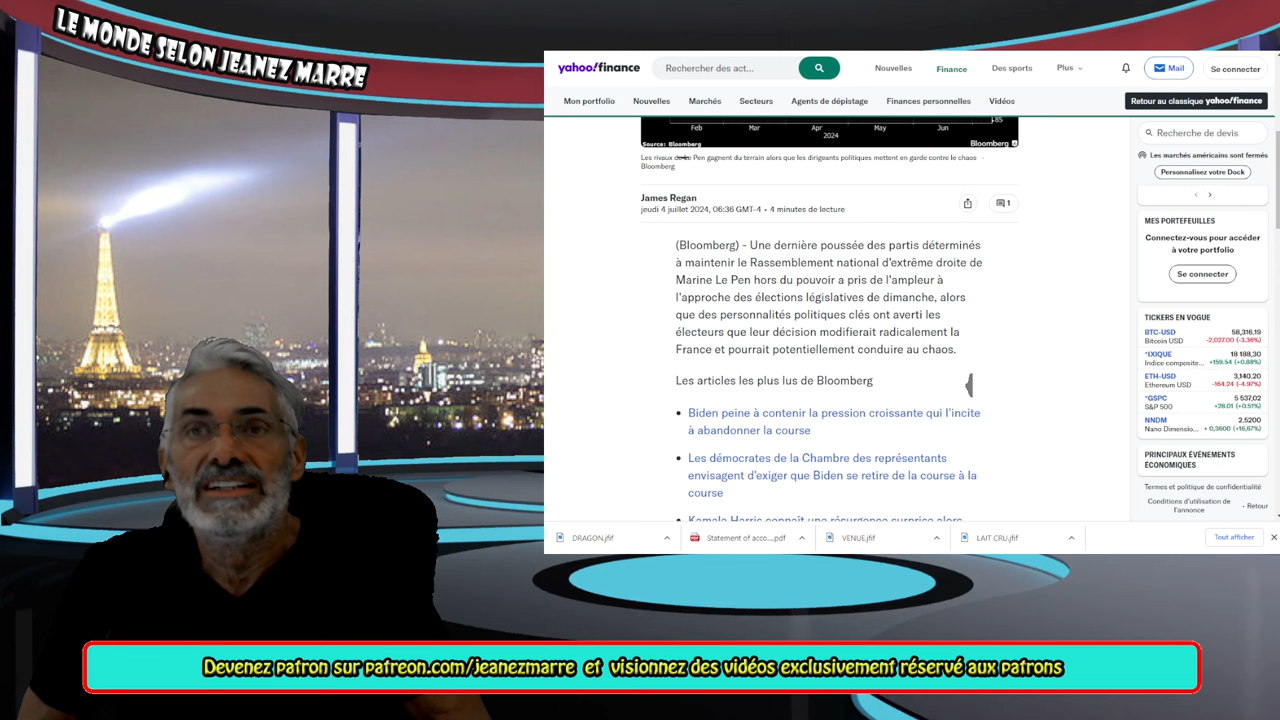 LE MONDE SELON JEANEZ MARRE
yahoo!finance
Rechercher des act...
Nouvelles
Finance
Des sports
Plus
Mail
Se connecter
Mon portfolio
Nouvelles
Marchés
Secteurs
Agents de dépistage
Finances personnelles
Vidéos
Retour au classique yahoo!finance
85
Feb Mar Apr May Jun
2024
Source: Bloomberg
Bloomberg
Les rivaux Pen gagnent du terrain alors que les dirigeants politiques mettent en garde contre le chaos -
Bloomberg
James Regan
jeudi 4 juillet 2024, 06:36 GMT-4 • 4 minutes de lecture
1
(Bloomberg) - Une dernière poussée des partis déterminés
à maintenir le Rassemblement national d'extrême droite de
Marine Le Pen hors du pouvoir a pris de l'ampleur à
l'approche des élections législatives de dimanche, alors
que des personnalités politiques clés ont averti les
électeurs que leur décision modifierait radicalement la
France et pourrait potentiellement conduire au chaos.
Les articles les plus lus de Bloomberg
• Biden peine à contenir la pression croissante qui l'incite
à abandonner la course
• Les démocrates de la Chambre des représentants
envisagent d'exiger que Biden se retire de la course à la
course
• Kamala Harris connaît une résurgence surprise alors
Recherche de devis
Les marchés américains sont fermés
Personnalisez votre Dock
MES PORTEFEUILLES
Connectez-vous pour accéder
à votre portfolio
Se connecter
TICKERS EN VOGUE
BTC-USD 58,316.19
Bitcoin USD -2,027.00 (-3.36%)
^IXIQUE 18 188,30
Indice composite... +159.54 (+0.88%)
ETH-USD 3,140.20
Ethereum USD -164.24 (-4.97%)
^GSPC 5 537,02
S&P 500 +28.01 (+0.51%)
NNDM 2.5200
Nano Dimensio... + 0,3600 (+16,67%)
PRINCIPAUX ÉVÉNEMENTS
ÉCONOMIQUES
Termes et politique de confidentialité
Conditions d'utilisation de
l'annonce
• Retour
DRAGON.jfif
Statement of acco....pdf
VENUE.jfif
LAIT CRU.jfif
Tout afficher
Devenez patron sur patreon.com/jeanezmarre et visionnez des vidéos exclusivement réservé aux patrons